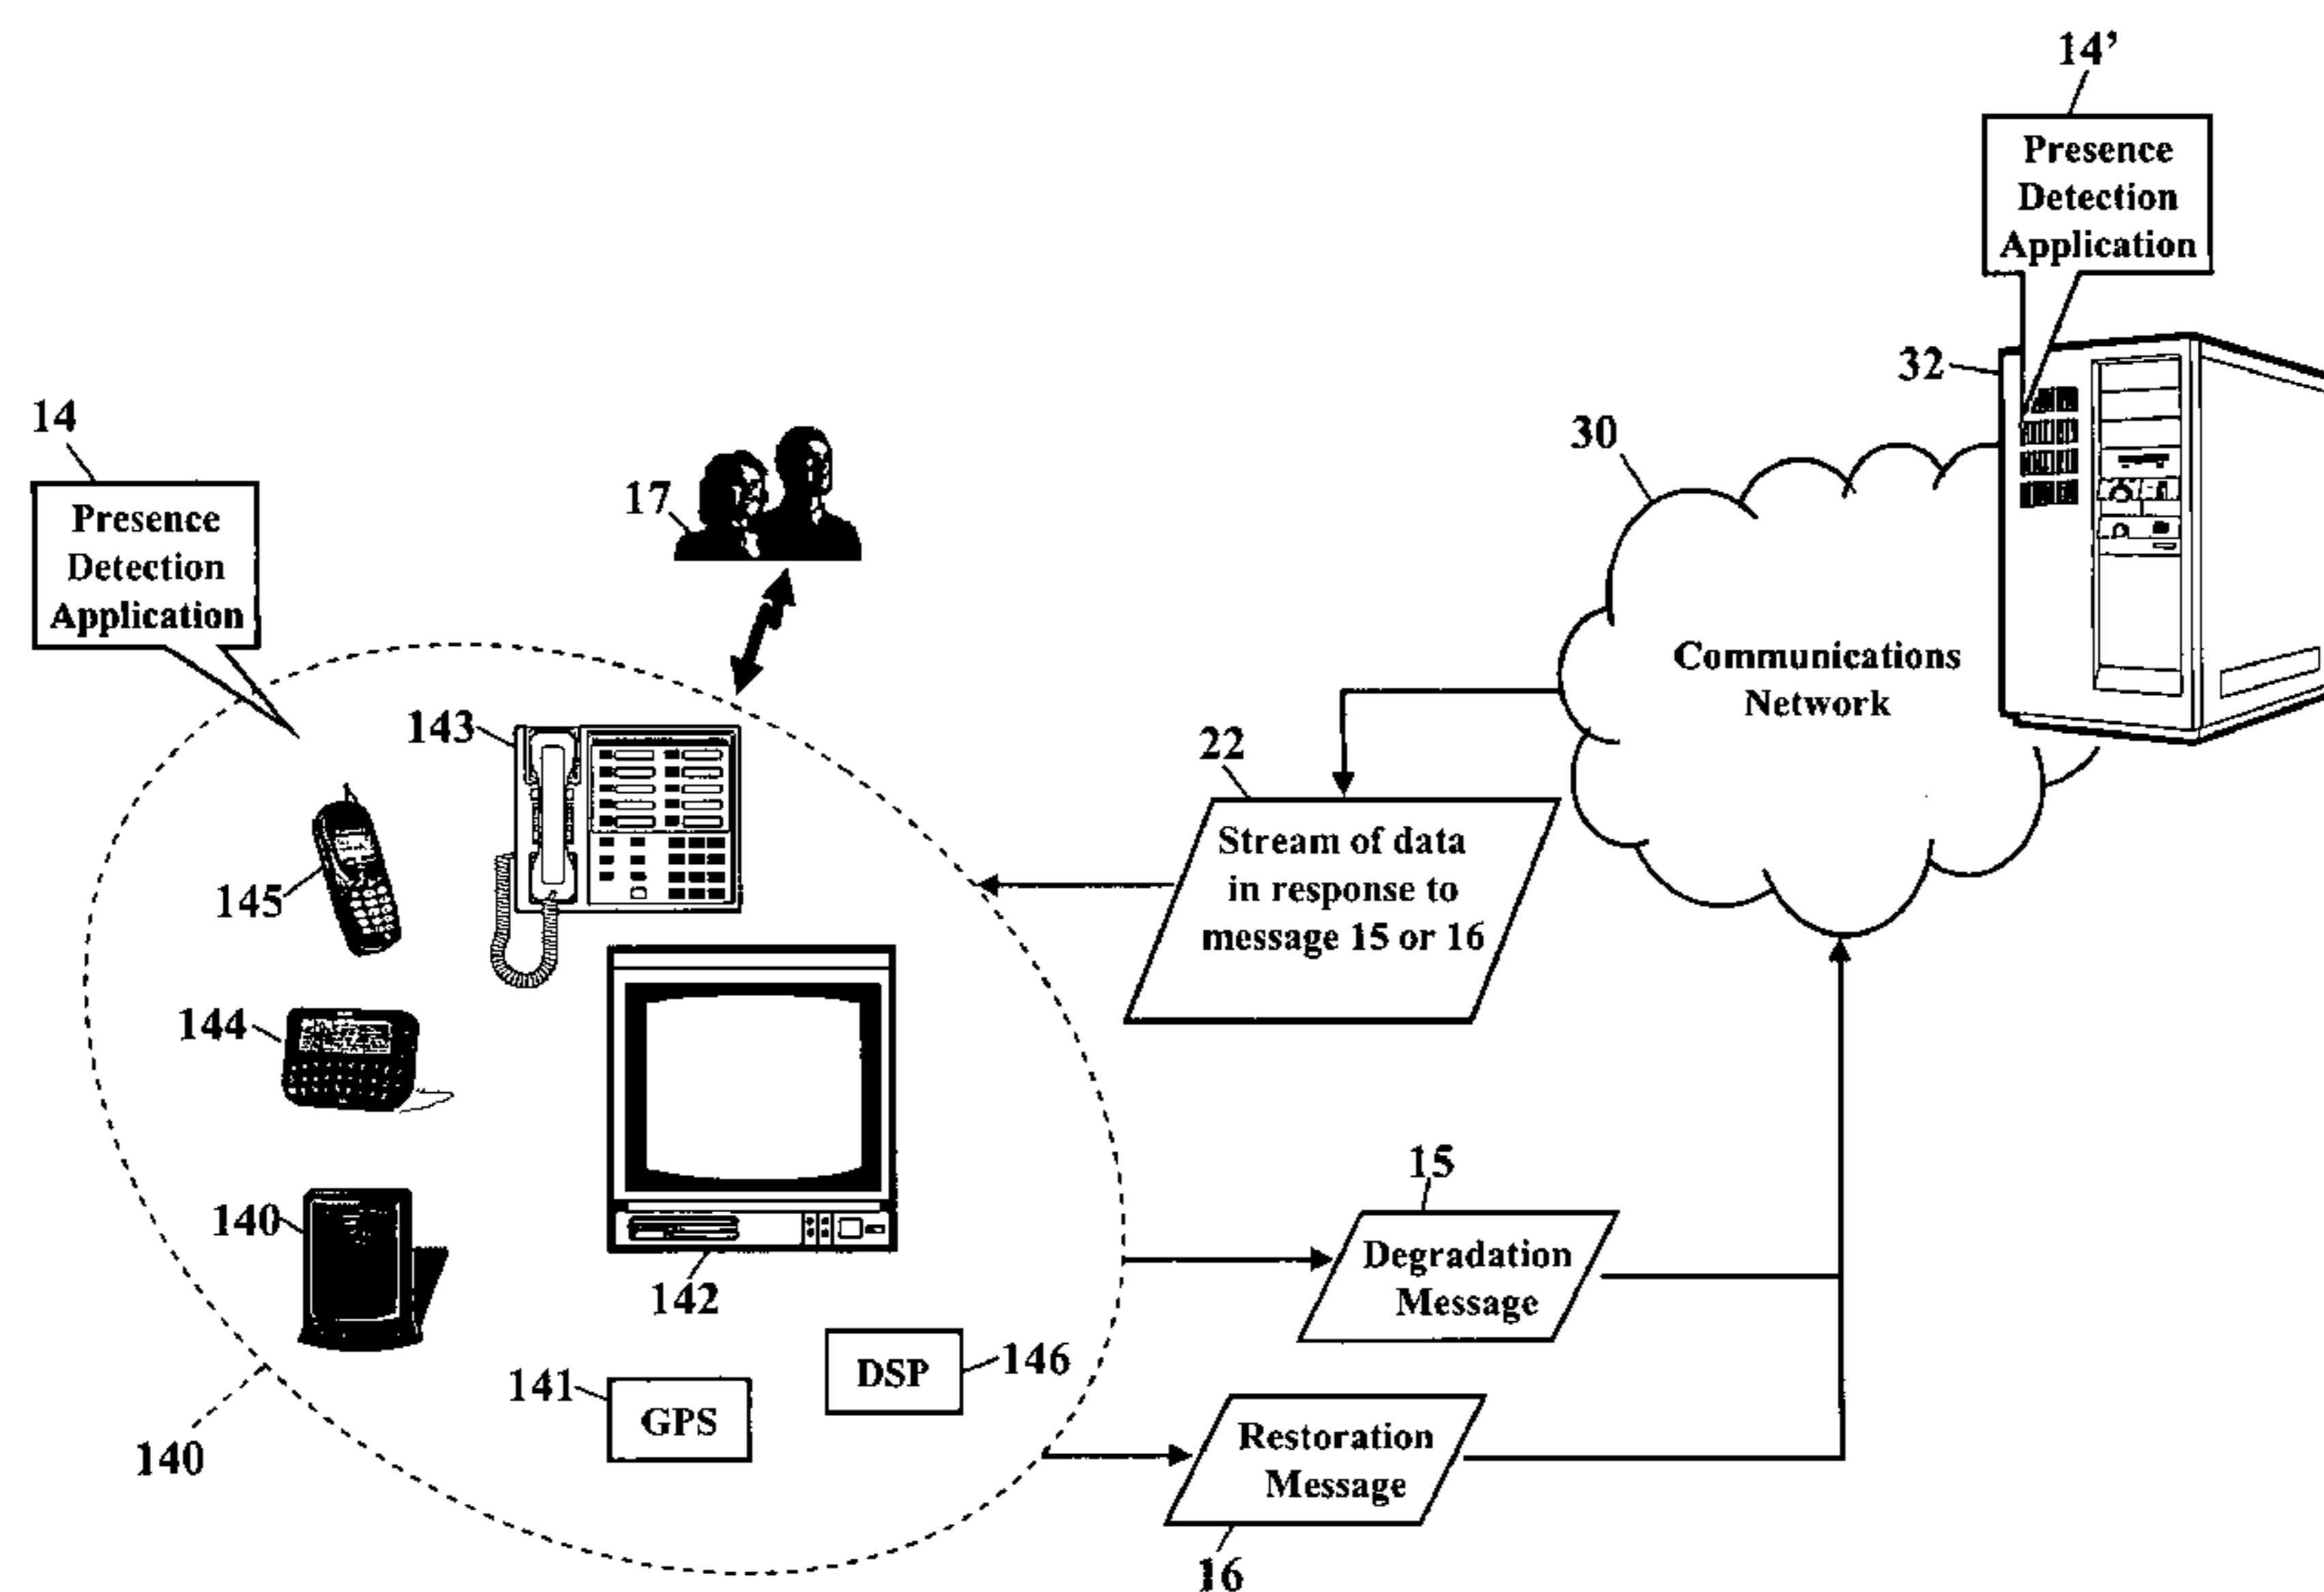 14’
Presence
Detection
Application
32
30
14
Presence
Detection
Application
17
Communications
Network
143
22
Stream of data
in response to
message 15 or 16
145
144
140
142
15
Degradation
Message
DSP
146
141
GPS
Restoration
Message
140
16